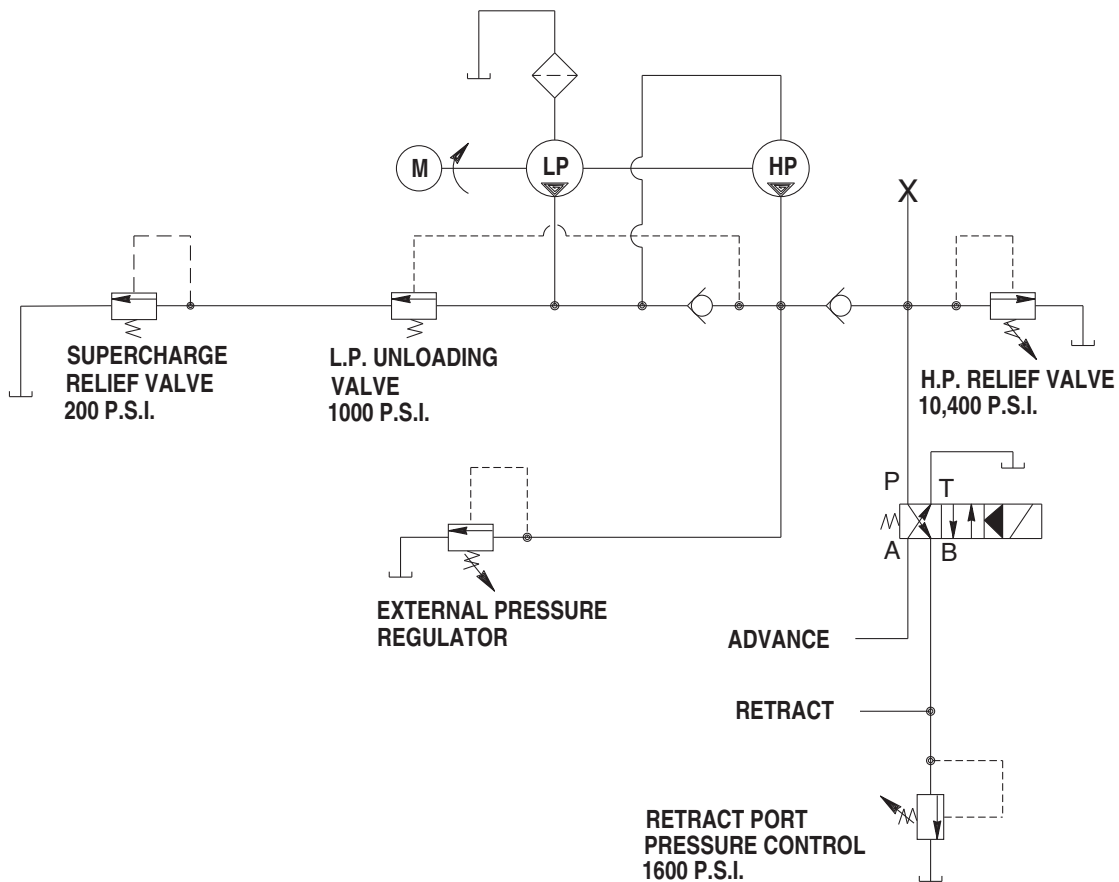 M
LP
HP
X
SUPERCHARGE
RELIEF VALVE
200 P.S.I.
L.P. UNLOADING
VALVE
1000 P.S.I.
H.P. RELIEF VALVE
10,400 P.S.I.
P
T
A
B
EXTERNAL PRESSURE
REGULATOR
ADVANCE
RETRACT
RETRACT PORT
PRESSURE CONTROL
1600 P.S.I.